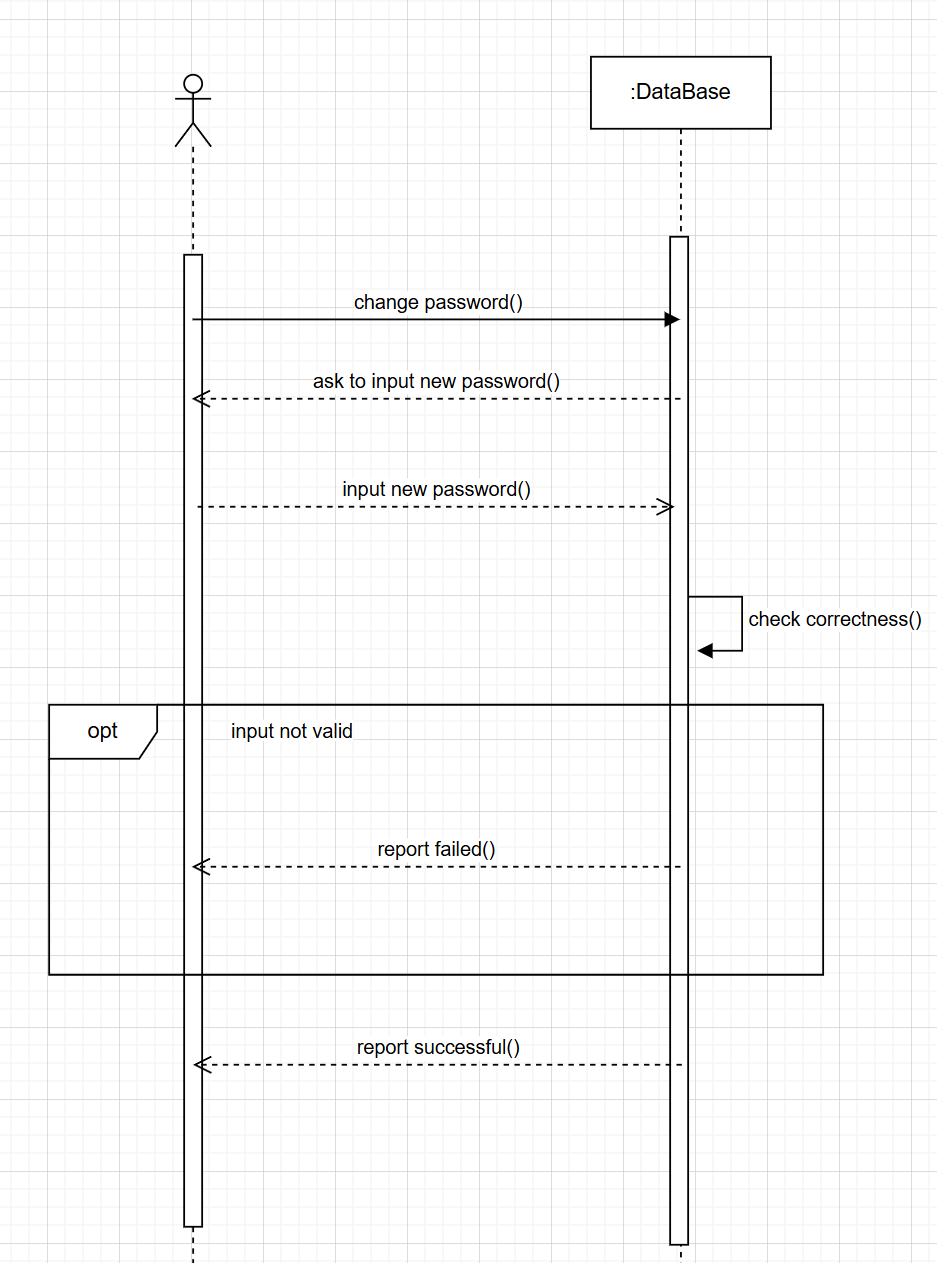 :DataBase
change password()
ask to input new password()
input new password()
check correctness()
opt
input not valid
report failed()
report successful()